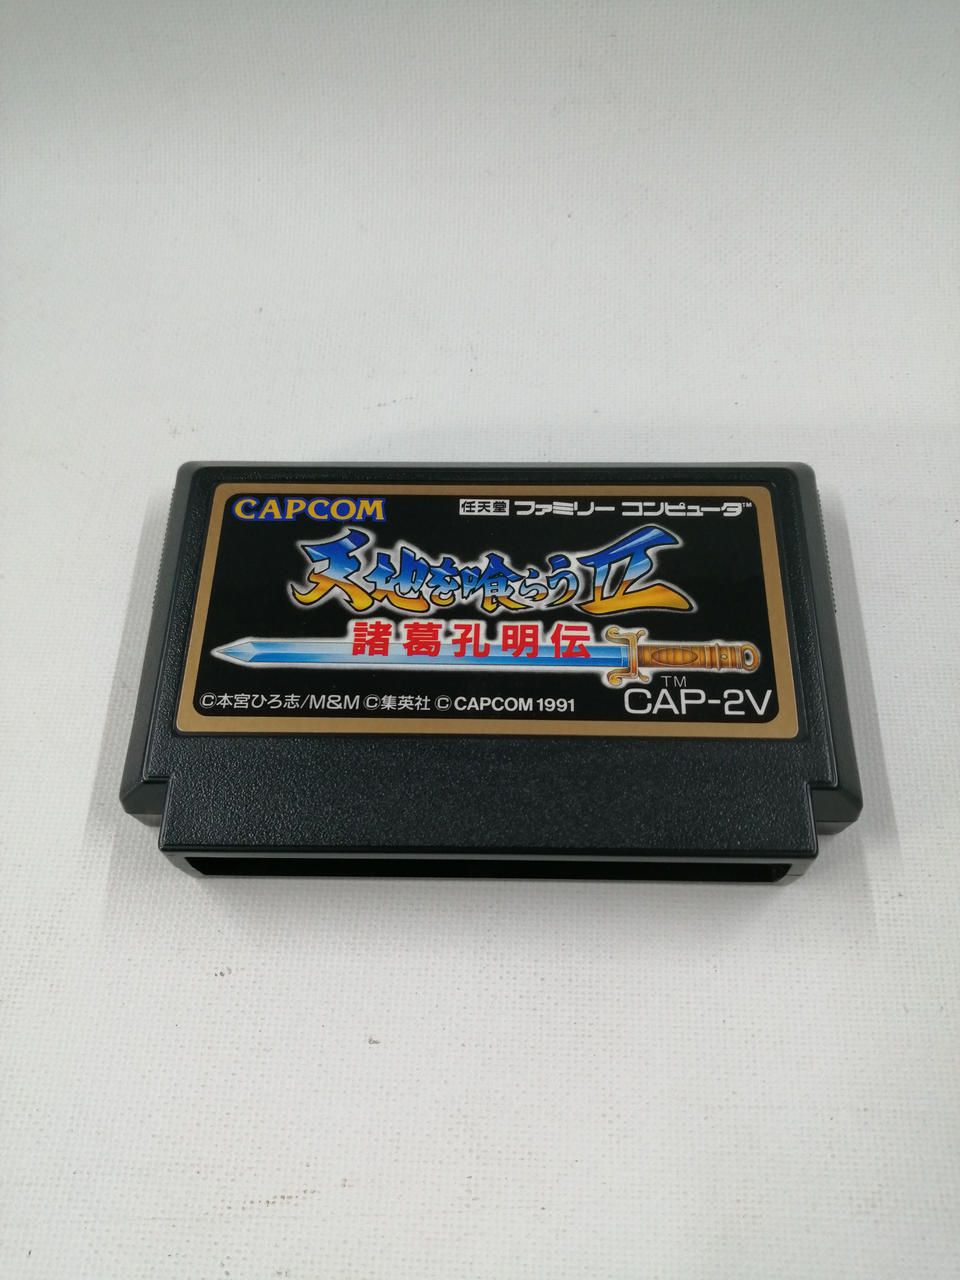 CAPCOM
任天堂 ファミリー コンピュータ™
天地を喰らうⅡ
諸葛孔明伝
©本宮ひろ志/M&M ©集英社 © CAPCOM 1991
™
CAP-2V